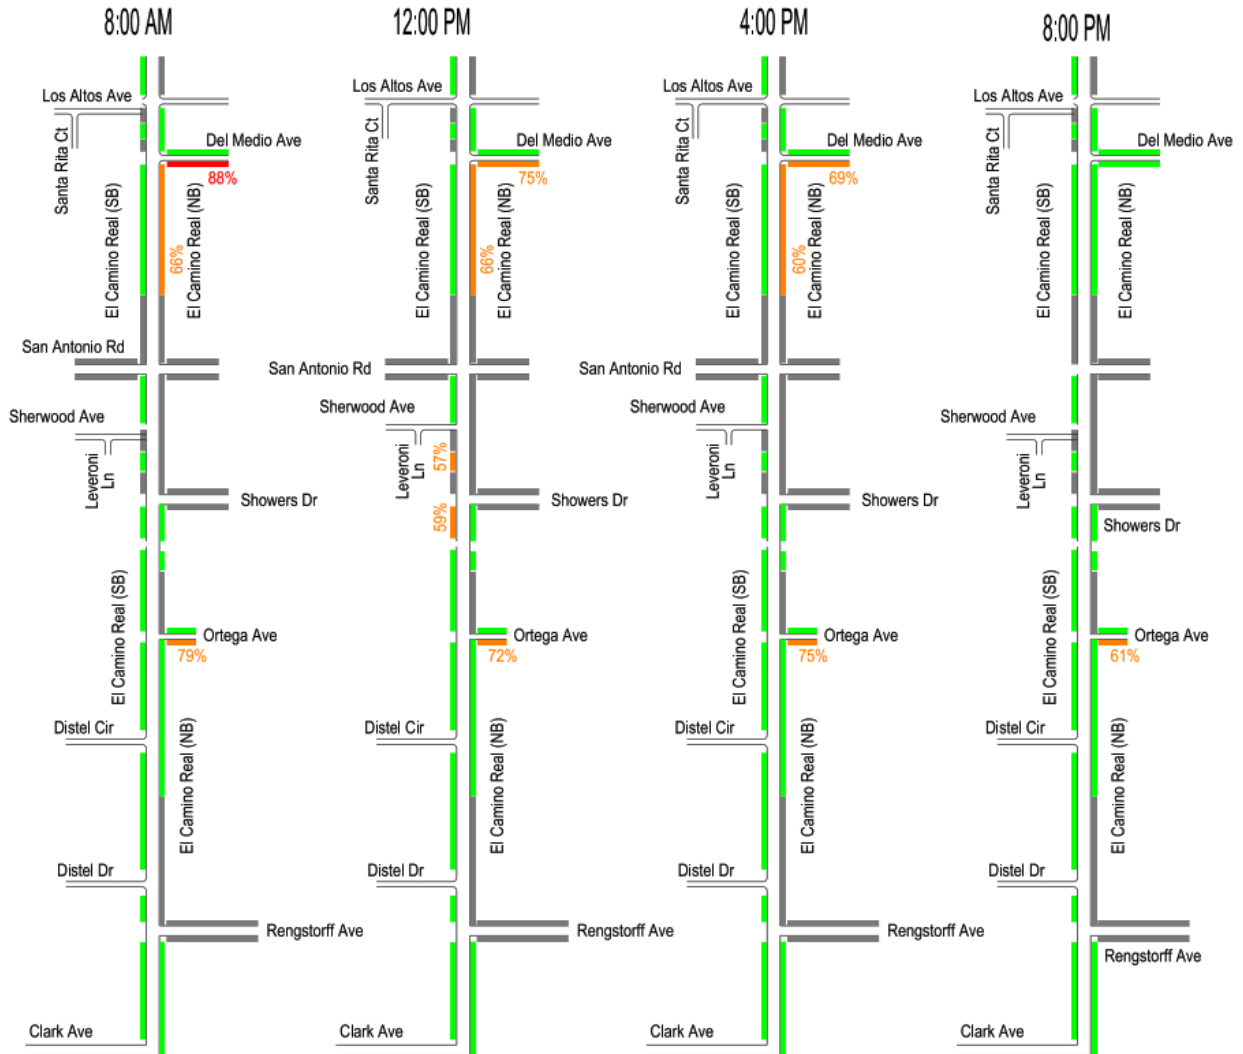 8:00 AM
Los Altos Ave
Santa Rita Ct
Del Medio Ave
88%
El Camino Real (SB)
66%
El Camino Real (NB)
San Antonio Rd
Sherwood Ave
Leveroni
Ln
Showers Dr
El Camino Real (SB)
Ortega Ave
79%
Distel Cir
El Camino Real (NB)
Distel Dr
Rengstorff Ave
Clark Ave
12:00 PM
Los Altos Ave
Santa Rita Ct
Del Medio Ave
75%
El Camino Real (SB)
66%
El Camino Real (NB)
San Antonio Rd
Sherwood Ave
Leveroni
Ln
57%
Showers Dr
59%
Ortega Ave
72%
Distel Cir
El Camino Real (NB)
Distel Dr
Rengstorff Ave
Clark Ave
4:00 PM
Los Altos Ave
Santa Rita Ct
Del Medio Ave
69%
El Camino Real (SB)
60%
El Camino Real (NB)
San Antonio Rd
Sherwood Ave
Leveroni
Ln
Showers Dr
El Camino Real (SB)
Ortega Ave
75%
Distel Cir
El Camino Real (NB)
Distel Dr
Rengstorff Ave
Clark Ave
8:00 PM
Los Altos Ave
Santa Rita Ct
Del Medio Ave
El Camino Real (SB)
El Camino Real (NB)
Sherwood Ave
Leveroni
Ln
Showers Dr
El Camino Real (SB)
Ortega Ave
61%
Distel Cir
El Camino Real (NB)
Distel Dr
Rengstorff Ave
Clark Ave